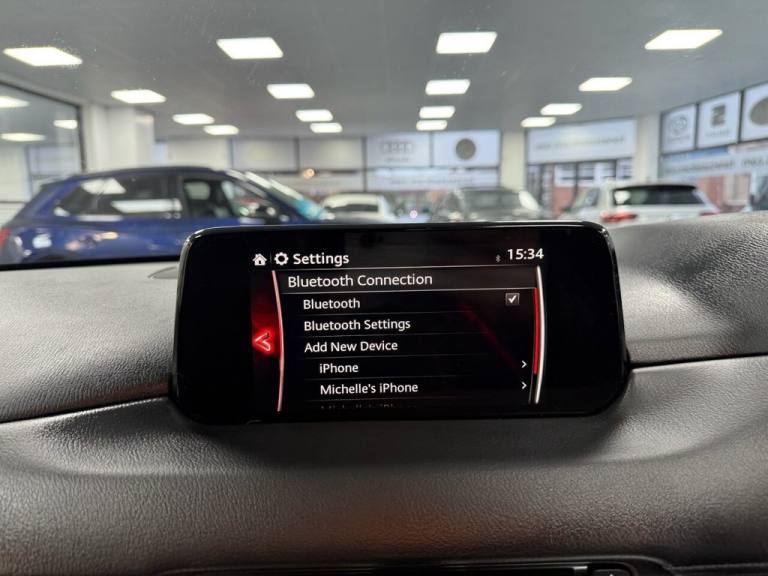 Settings
15:34
Bluetooth Connection
Bluetooth
Bluetooth Settings
Add New Device
iPhone
Michelle's iPhone